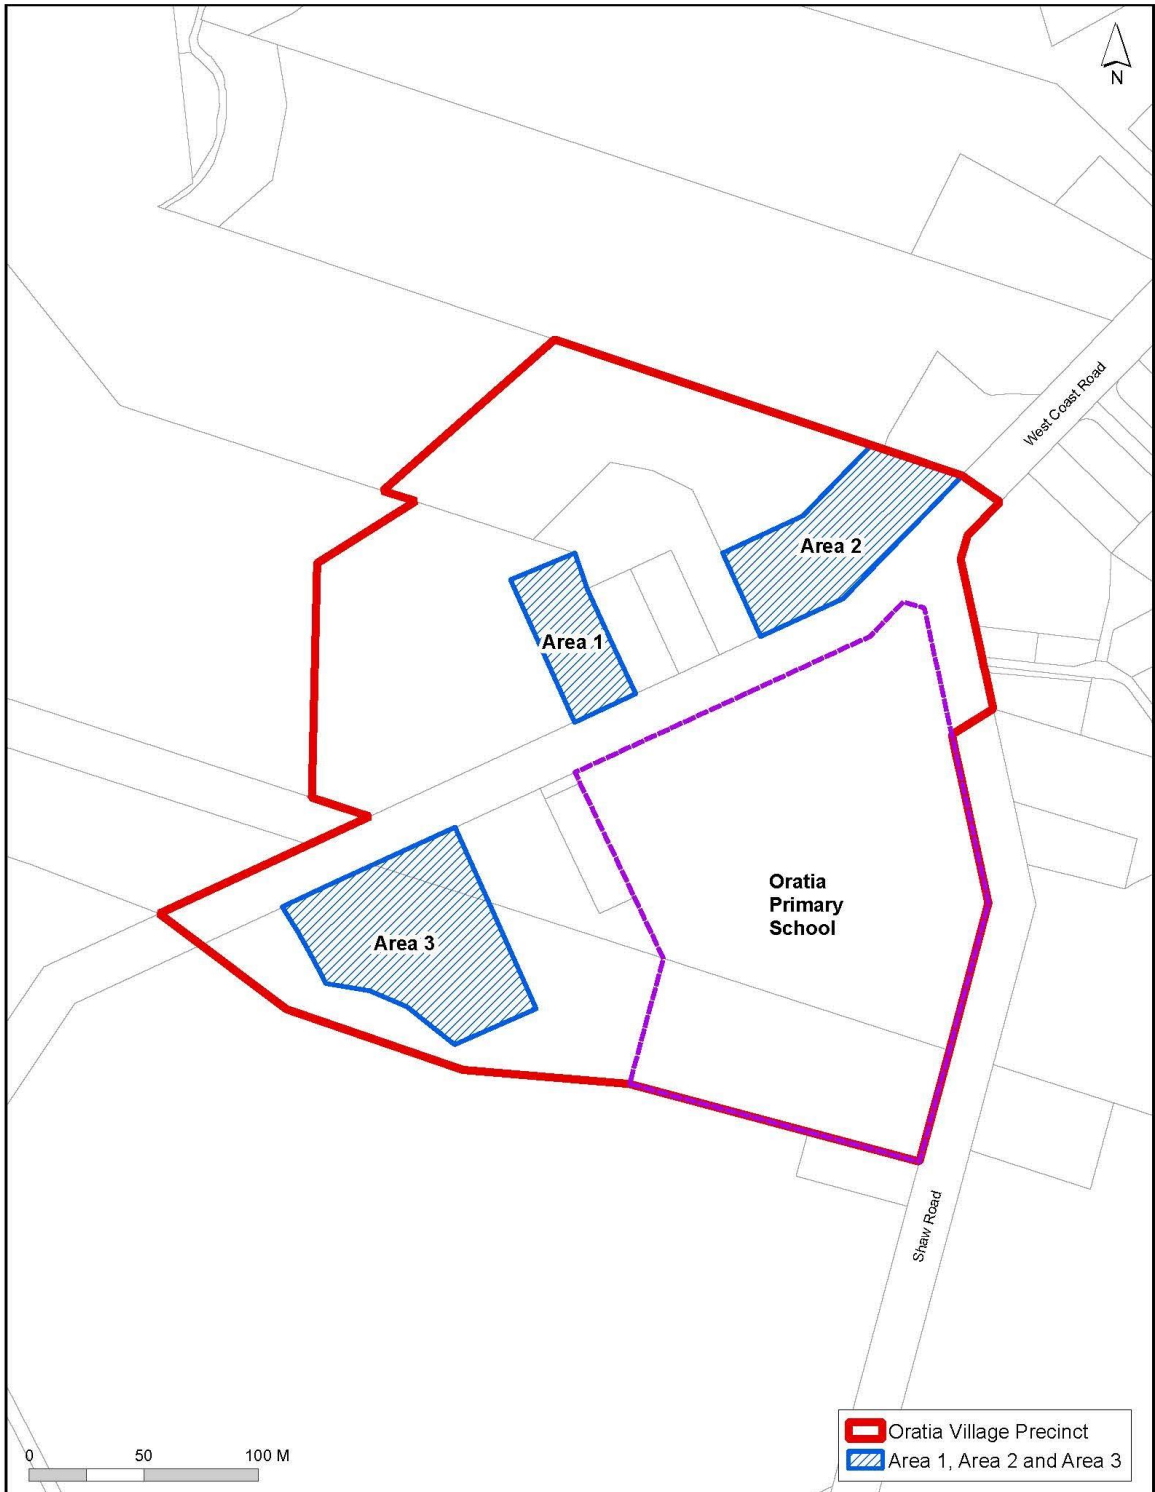 N
West Coast Road
Area 2
Area 1
Oratia
Primary
School
Area 3
Shaw Road
Oratia Village Precinct
Area 1, Area 2 and Area 3
0 50 100 M